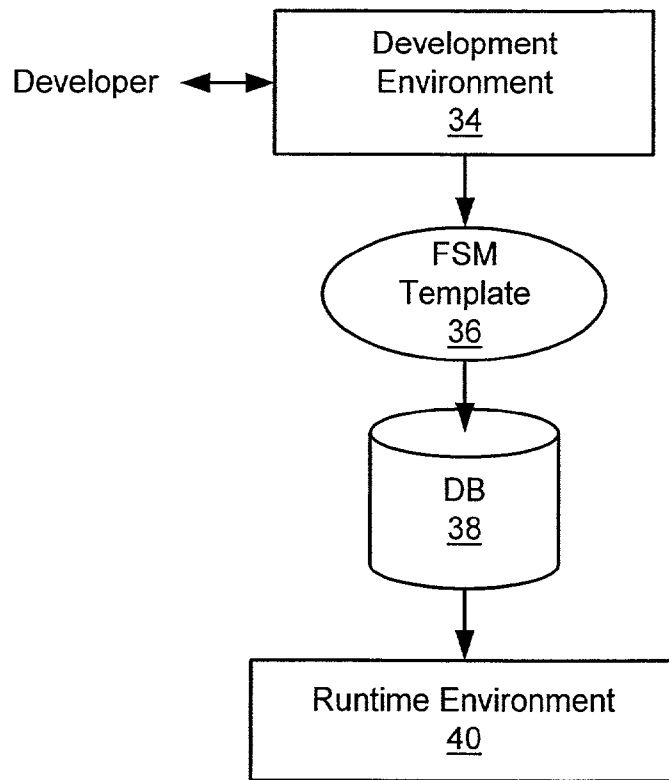 Development
Environment
34
Developer
FSM
Template
36
DB
38
Runtime Environment
40